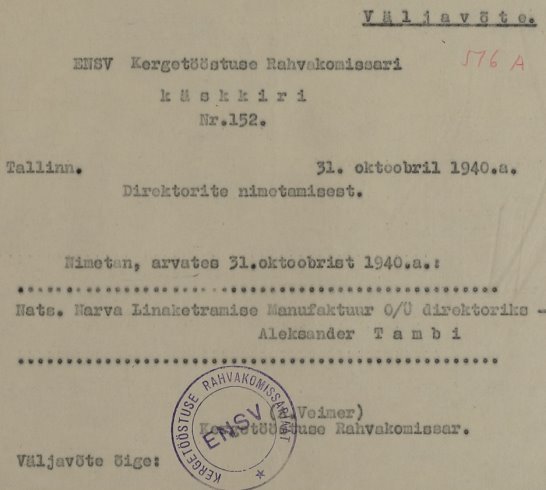 Väljavõte.
ENSV Kergetööstuse Rahvakomissari
576 A
käskkiri
Nr.152.
Tallinn. 31. oktoobril 1940.a.
Direktorite nimetamisest.
Nimetan, arvates 31.oktoobrist 1940.a.:
Nats. Narva Linaketramise Manufaktuur O/Ü direktoriks -
Aleksander Tambi
Veimer)
Kergetööstuse Rahvakomissar.
KERGETÖÖSTUSE RAHVAKOMISSARIAAT
ENSV
Väljavõte õige: